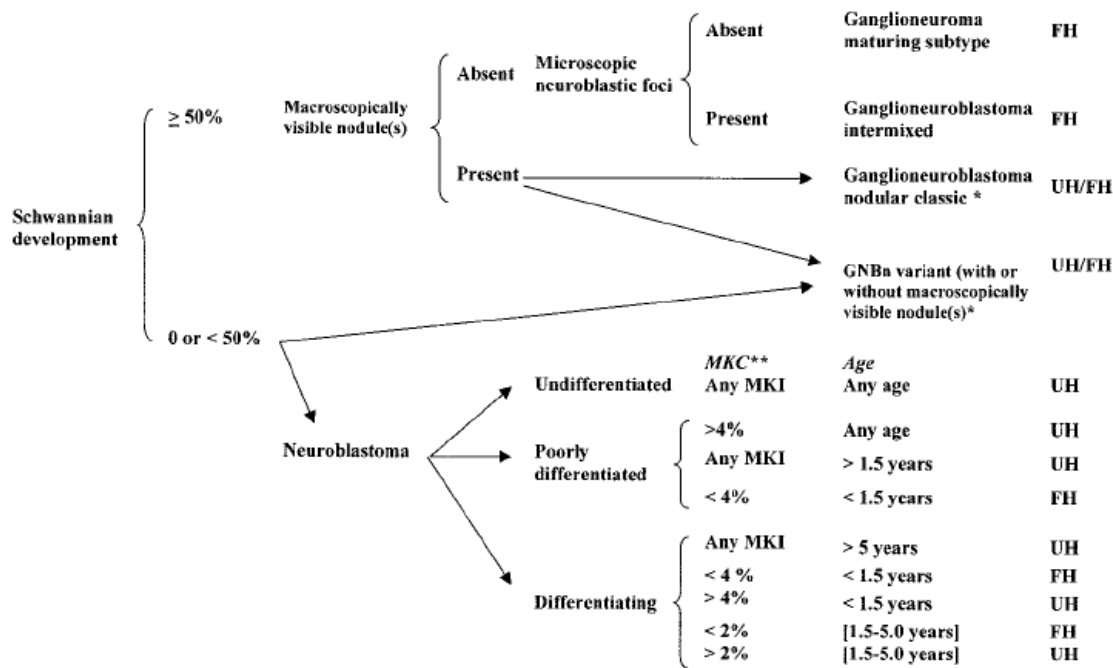 Absent
Ganglioneuroma
maturing subtype
FH
Absent
Microscopic
neuroblastic foci
≥ 50%
Macroscopically
visible nodule(s)
Present
Ganglioneuroblastoma
intermixed
FH
Present
Ganglioneuroblastoma
nodular classic *
UH/FH
Schwannian
development
GNBn variant (with or
without macroscopically
visible nodule(s)*
UH/FH
0 or < 50%
MKC** Age
Undifferentiated Any MKI Any age UH
Neuroblastoma
Poorly
differentiated
>4% Any age UH
Any MKI > 1.5 years UH
< 4% < 1.5 years FH
Differentiating
Any MKI > 5 years UH
< 4 % < 1.5 years FH
> 4% < 1.5 years UH
< 2% [1.5-5.0 years] FH
> 2% [1.5-5.0 years] UH